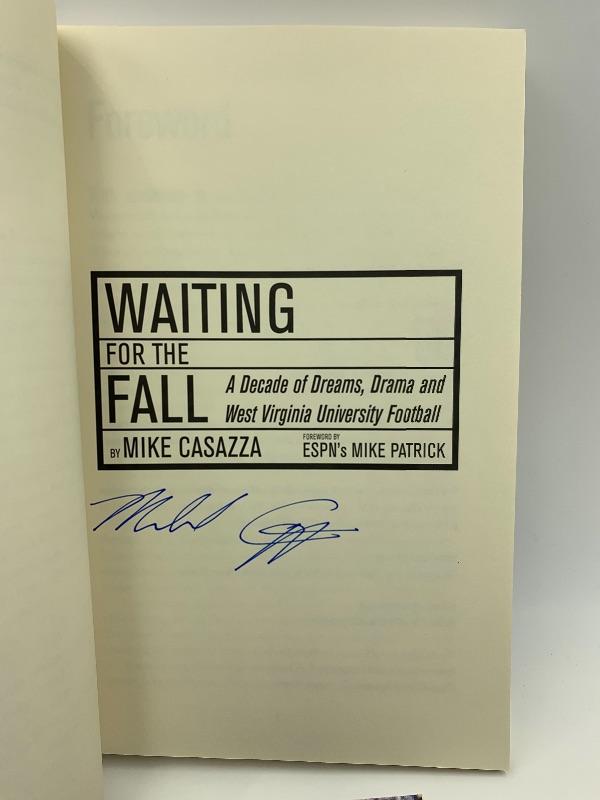 Foreword
WAITING
FOR THE
FALL
A Decade of Dreams, Drama and
West Virginia University Football
BY MIKE CASAZZA
FOREWORD BY
ESPN's MIKE PATRICK